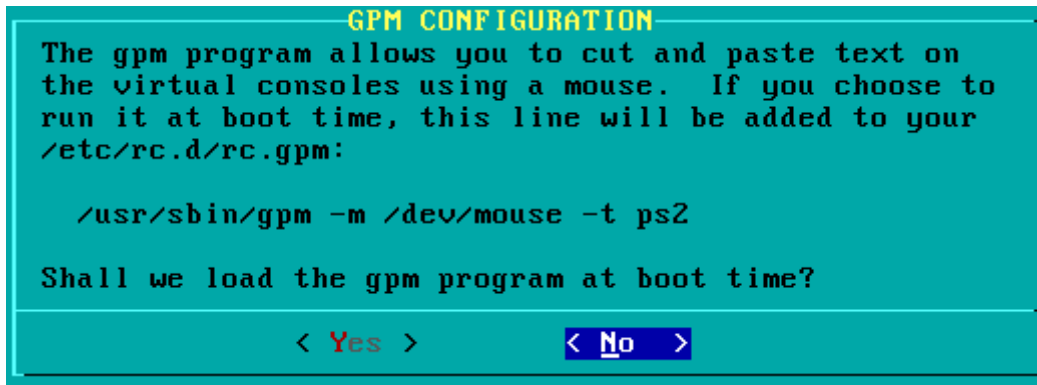 GPM CONFIGURATION
The gpm program allows you to cut and paste text on
the virtual consoles using a mouse.  If you choose to
run it at boot time, this line will be added to your
/etc/rc.d/rc.gpm:
/usr/sbin/gpm -m /dev/mouse -t ps2
Shall we load the gpm program at boot time?
< Yes > < No >